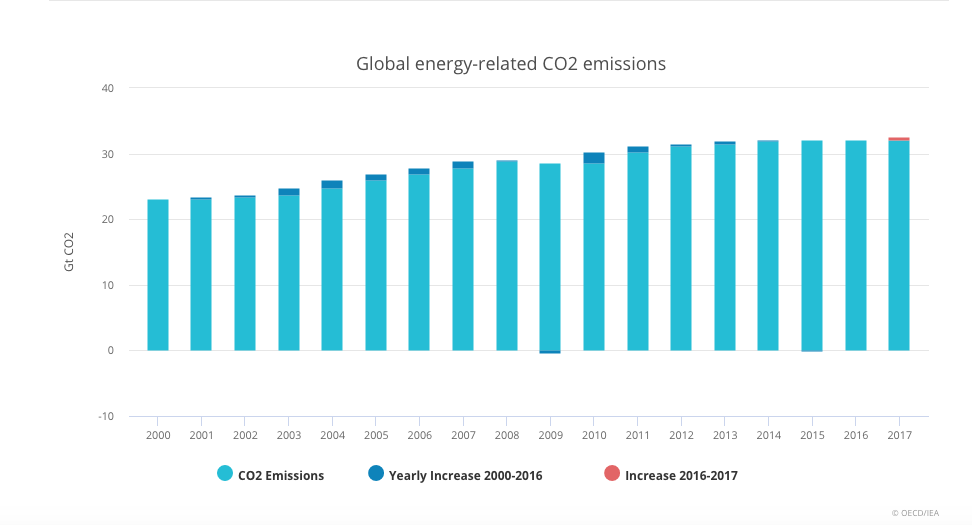 Global energy-related CO2 emissions
40
30
20
10
0
-10
Gt CO2
2000 2001 2002 2003 2004 2005 2006 2007 2008 2009 2010 2011 2012 2013 2014 2015 2016 2017
CO2 Emissions Yearly Increase 2000-2016 Increase 2016-2017
© OECD/IEA